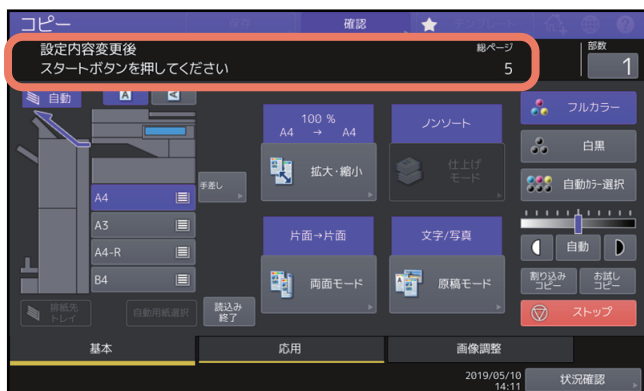 コピー
確認
テンプレート
設定内容変更後
スタートボタンを押してください
総ページ
5
部数
1
自動
A
A
100 %
A4 → A4
ノンソート
フルカラー
拡大・縮小
仕上げ
モード
白黒
手差し
自動ｶﾗｰ選択
A4
A3
A4-R
B4
片面→片面
文字/写真
自動
両面モード
原稿モード
割り込み
コピー
お試し
コピー
排紙先
トレイ
自動用紙選択
読込み
終了
ストップ
基本
応用
画像調整
2019/05/10
14:11
状況確認